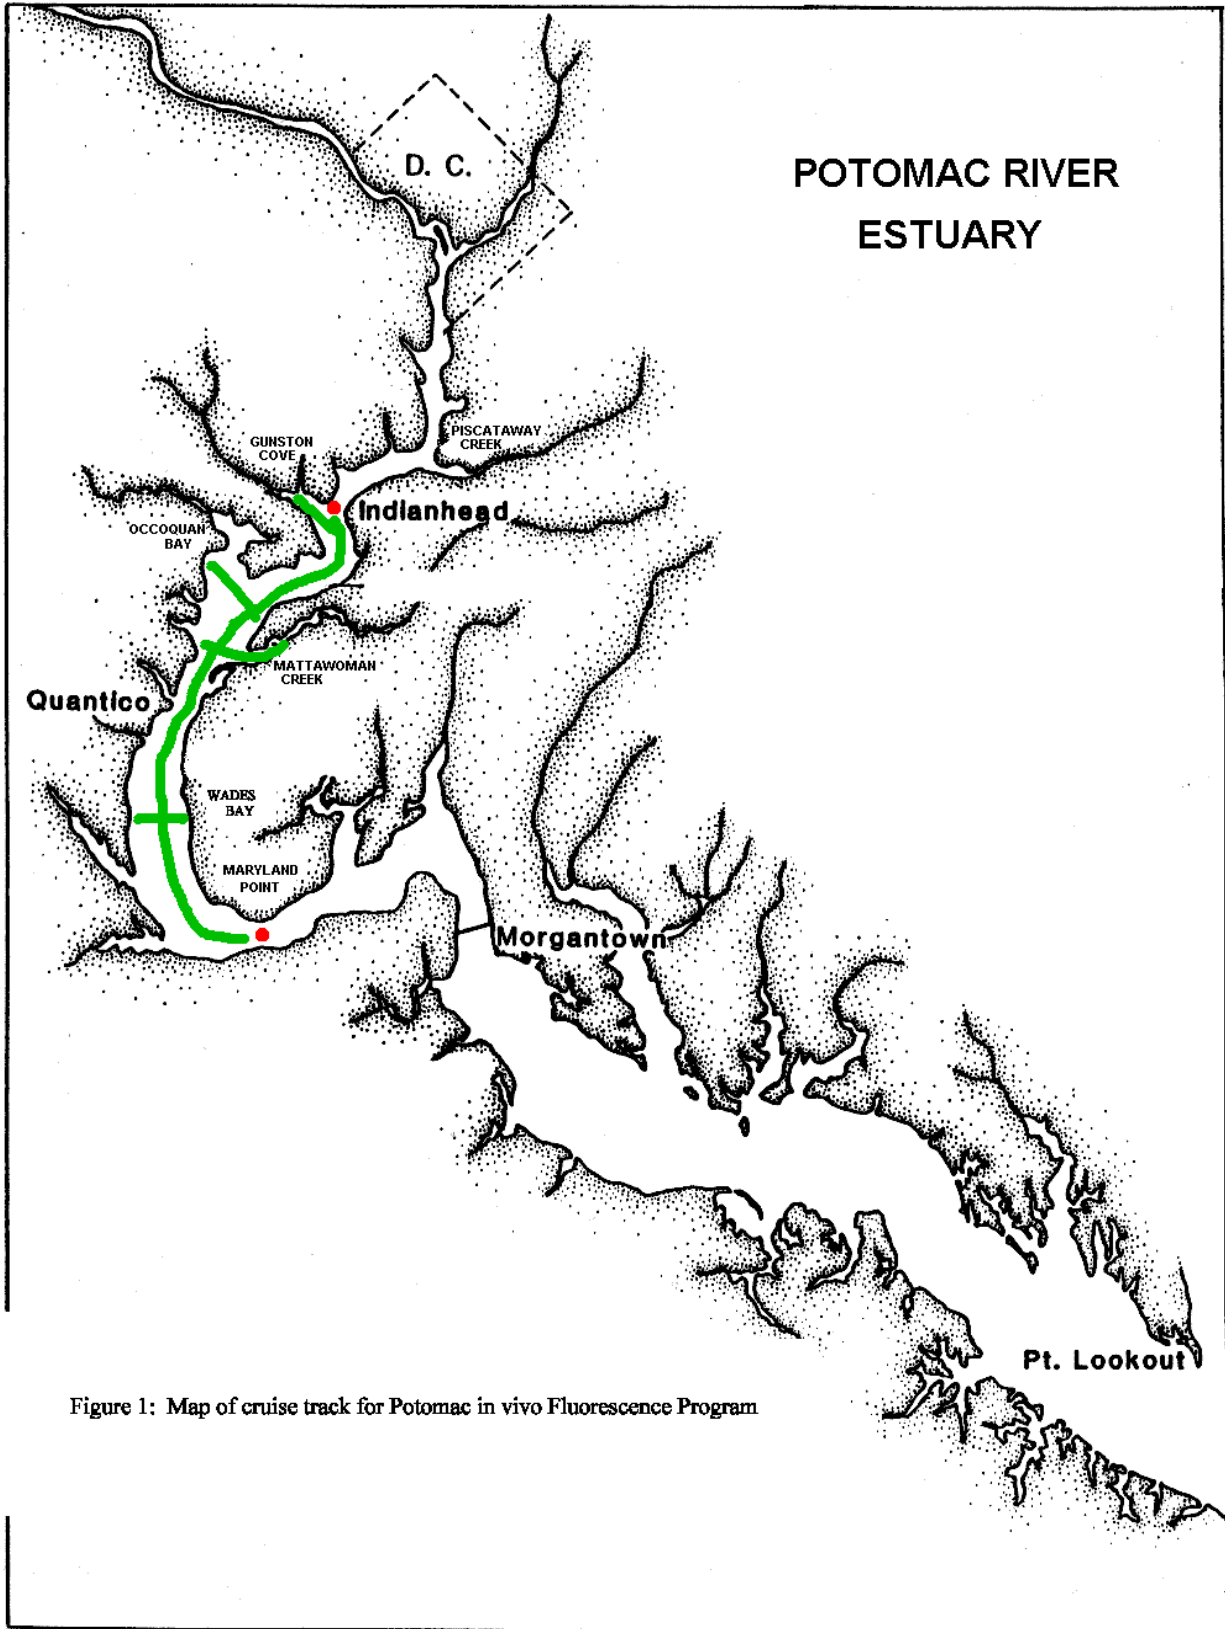 D. C.
POTOMAC RIVER
ESTUARY
PISCATAWAY
CREEK
GUNSTON
COVE
Indianhead
OCCOQUAN
BAY
MATTAWOMAN
CREEK
Quantico
WADES
BAY
MARYLAND
POINT
Morgantown
Pt. Lookout
Figure 1: Map of cruise track for Potomac in vivo Fluorescence Program